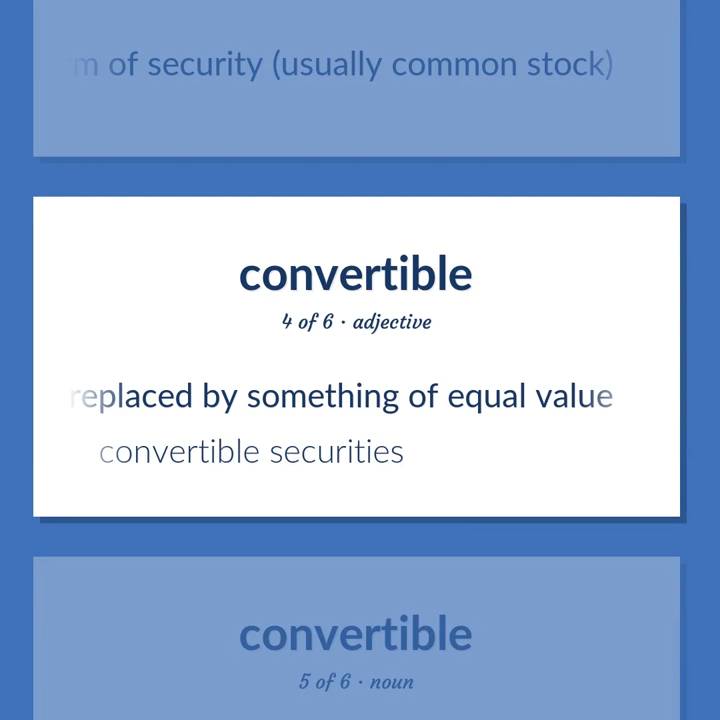 of security (usually common stock)
convertible
4 of 6 · adjective
replaced by something of equal value
convertible securities
convertible
5 of 6 · noun